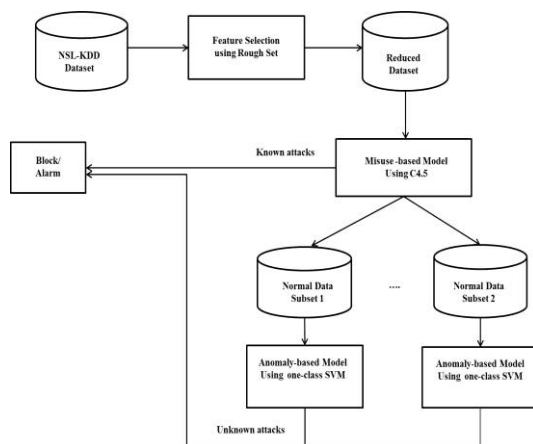 NSL-KDD
Dataset
Feature Selection
using Rough Set
Reduced
Dataset
Known attacks
Block/
Alarm
Misuse -based Model
Using C4.5
Normal Data
Subset 1
....
Normal Data
Subset 2
Anomaly-based Model
Using one-class SVM
Anomaly-based Model
Using one-class SVM
Unknown attacks